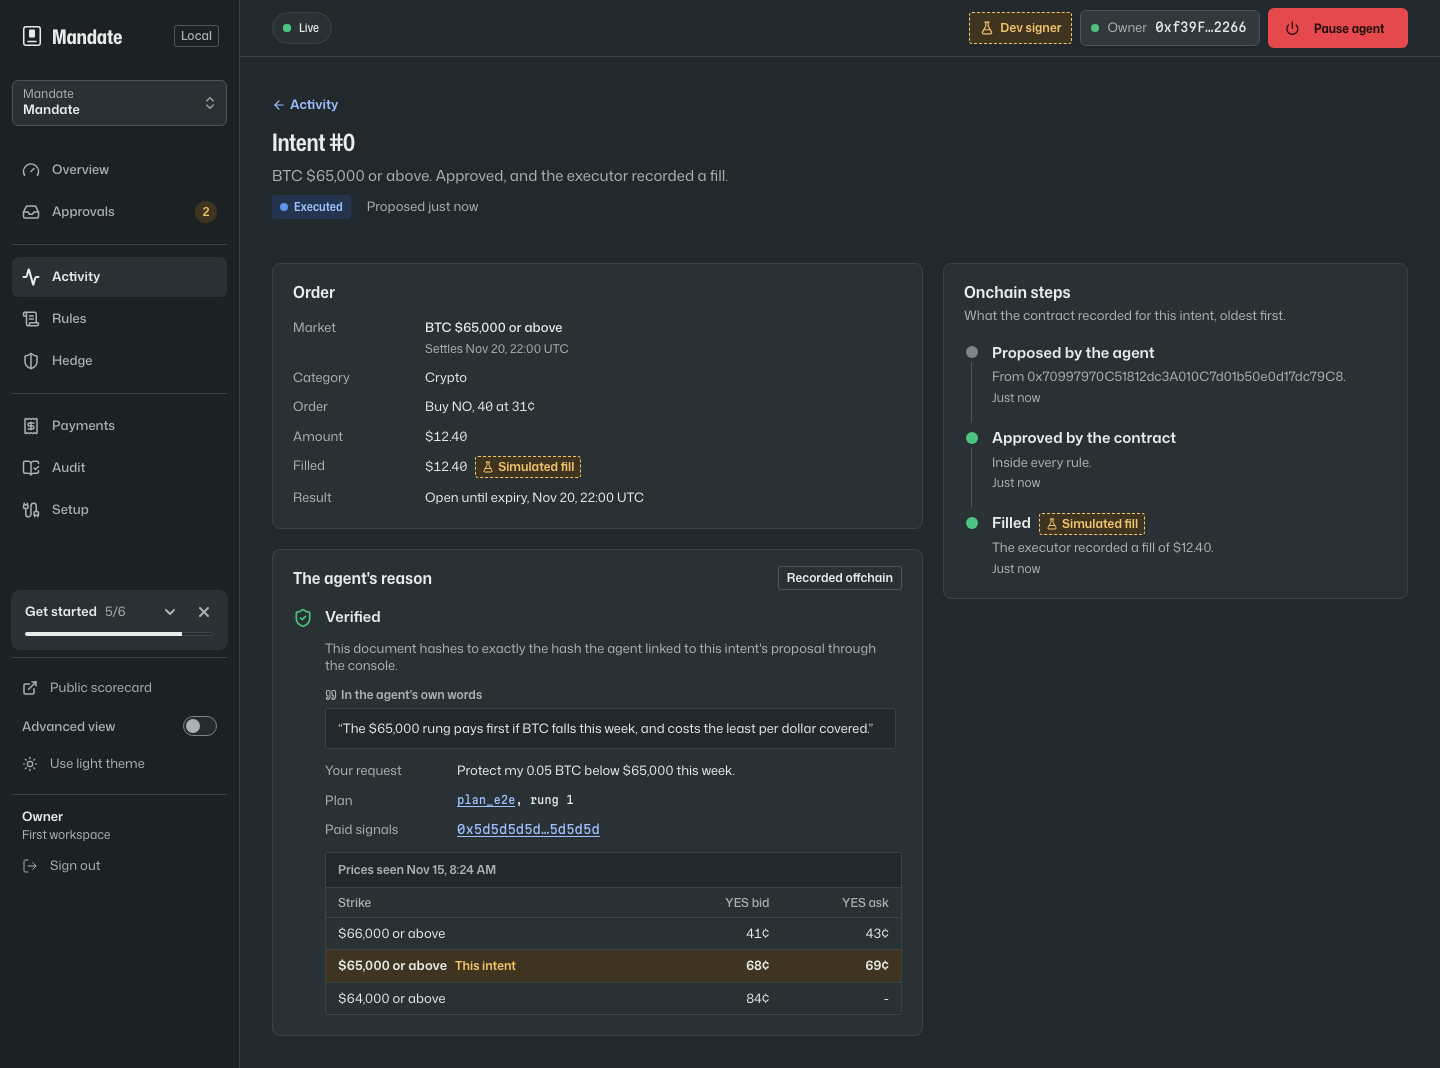 Mandate
Local
Mandate
Mandate
Overview
Approvals 2
Activity
Rules
Hedge
Payments
Audit
Setup
Get started 5/6
Public scorecard
Advanced view
Use light theme
Owner
First workspace
Sign out
Live
Dev signer
Owner 0xf39F…2266
Pause agent
Activity
Intent #0
BTC $65,000 or above. Approved, and the executor recorded a fill.
Executed Proposed just now
Order
Market BTC $65,000 or above
Settles Nov 20, 22:00 UTC
Category Crypto
Order Buy NO, 40 at 31¢
Amount $12.40
Filled $12.40 Simulated fill
Result Open until expiry, Nov 20, 22:00 UTC
The agent's reason Recorded offchain
Verified
This document hashes to exactly the hash the agent linked to this intent's proposal through
the console.
In the agent's own words
“The $65,000 rung pays first if BTC falls this week, and costs the least per dollar covered.”
Your request Protect my 0.05 BTC below $65,000 this week.
Plan plan_e2e, rung 1
Paid signals 0x5d5d5d5d…5d5d5d
Prices seen Nov 15, 8:24 AM
Strike YES bid YES ask
$66,000 or above 41¢ 43¢
$65,000 or above This intent 68¢ 69¢
$64,000 or above 84¢ -
Onchain steps
What the contract recorded for this intent, oldest first.
Proposed by the agent
From 0x70997970C51812dc3A010C7d01b50e0d17dc79C8.
Just now
Approved by the contract
Inside every rule.
Just now
Filled Simulated fill
The executor recorded a fill of $12.40.
Just now